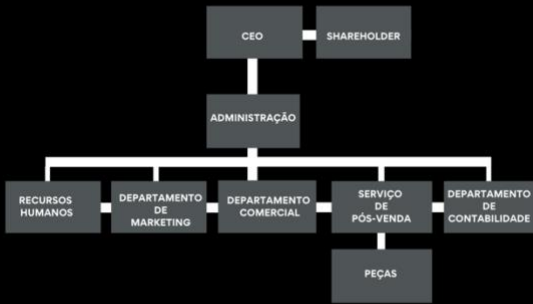 CEO
SHAREHOLDER
ADMINISTRAÇÃO
RECURSOS
HUMANOS
DEPARTAMENTO
DE
MARKETING
DEPARTAMENTO
COMERCIAL
SERVIÇO
DE
PÓS-VENDA
DEPARTAMENTO
DE
CONTABILIDADE
PEÇAS